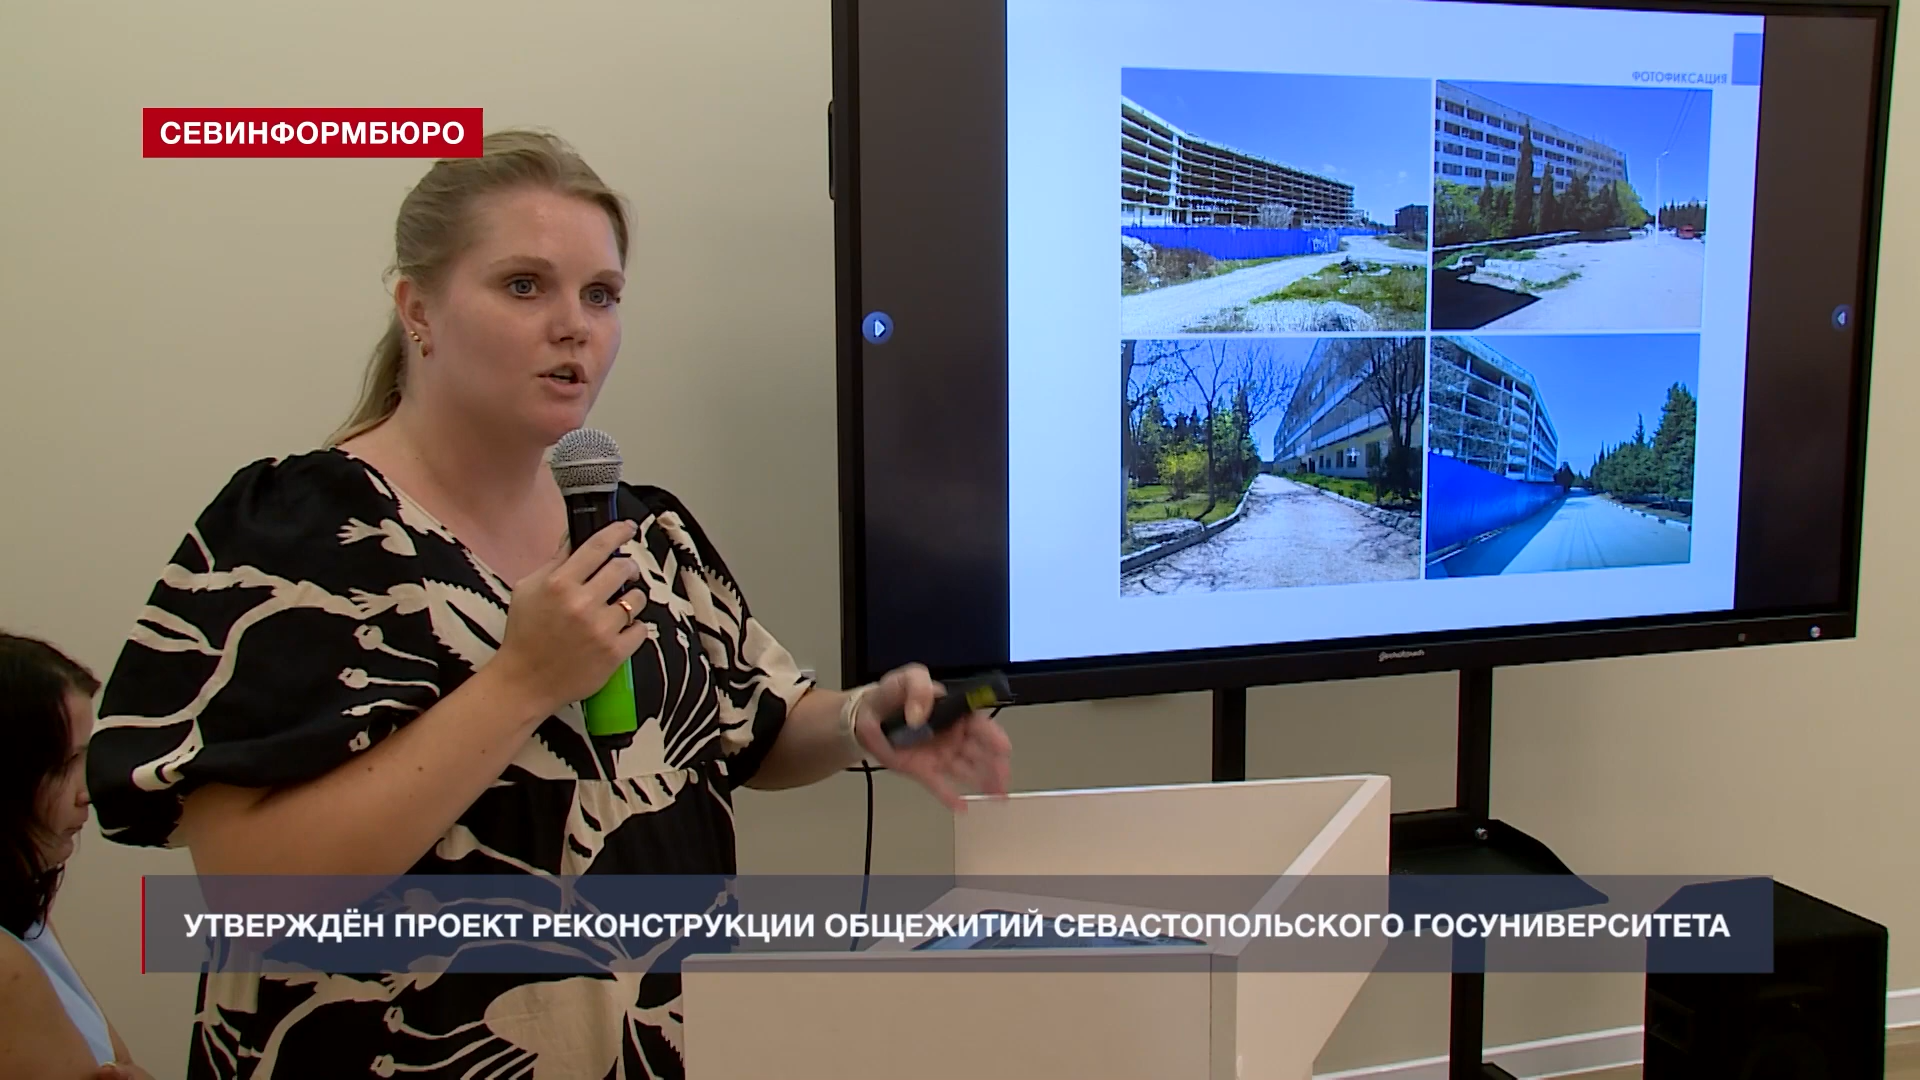 СЕВИНФОРМБЮРО
ФОТОФИКСАЦИЯ
УТВЕРЖДЁН ПРОЕКТ РЕКОНСТРУКЦИИ ОБЩЕЖИТИЙ СЕВАСТОПОЛЬСКОГО ГОСУНИВЕРСИТЕТА